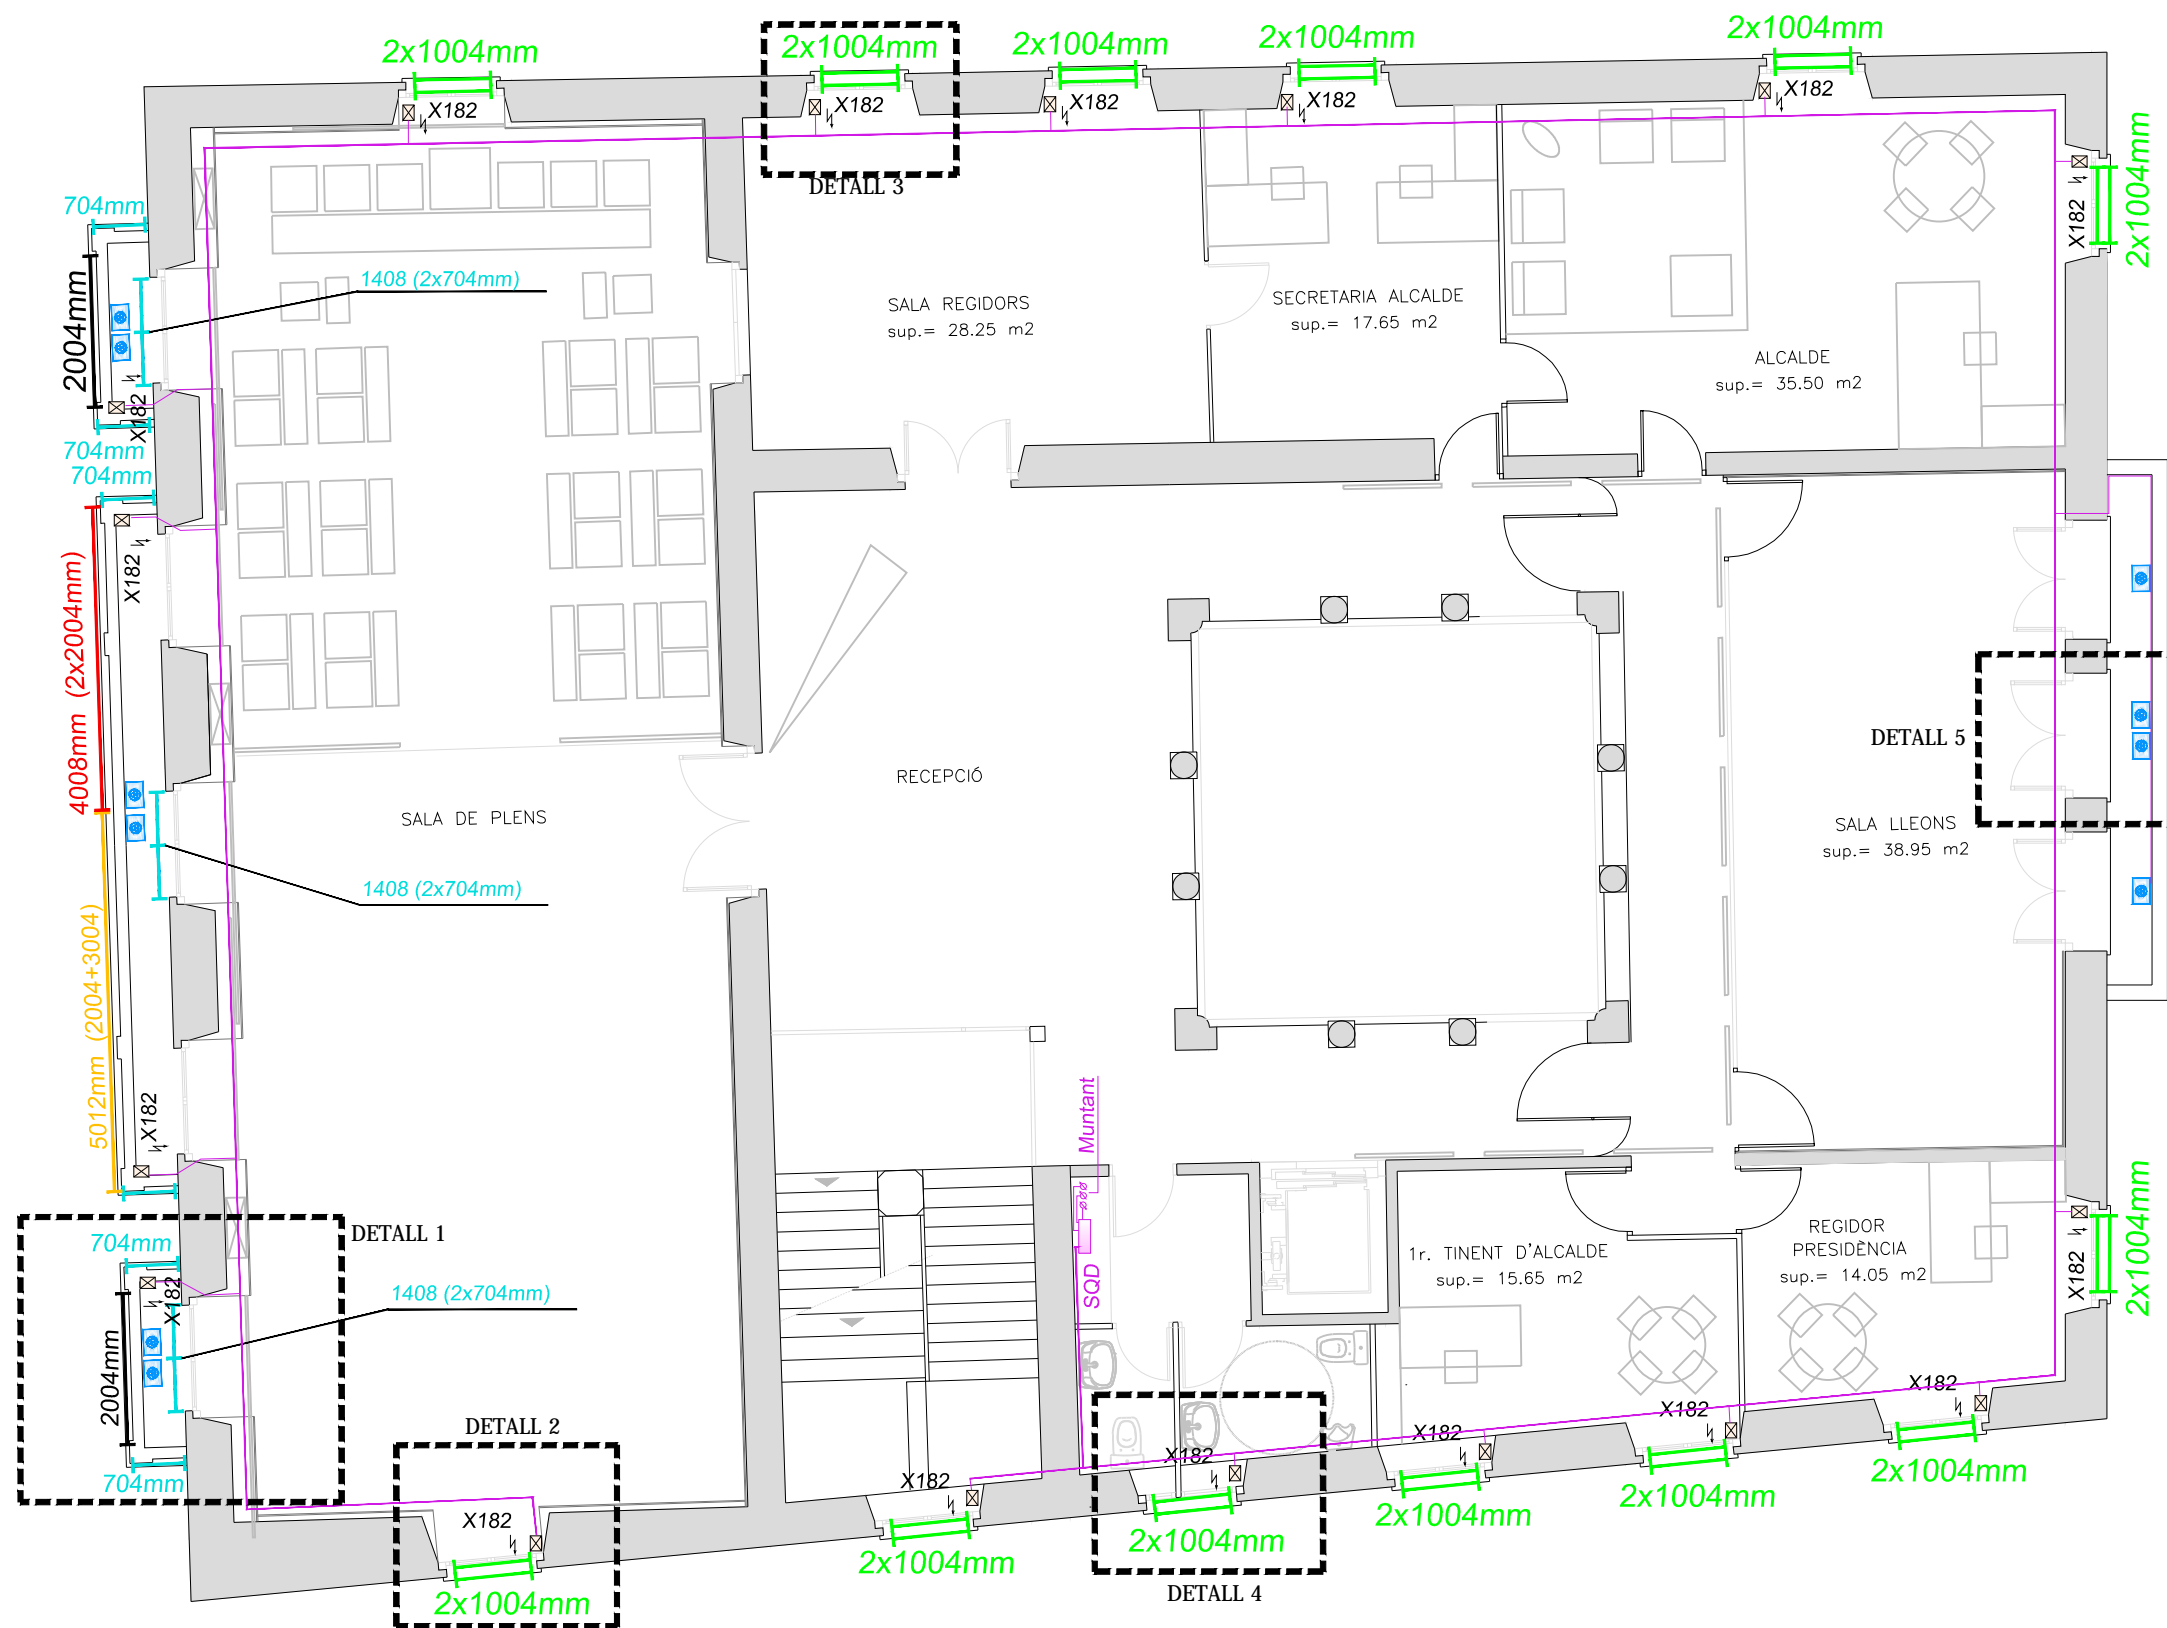 2x1004mm
2x1004mm
2x1004mm
2x1004mm
2x1004mm
X182
X182
X182
X182
X182
DETALL 3
X182
2x1004mm
704mm
2004mm
1408 (2x704mm)
X182
704mm
704mm
SALA REGIDORS
sup.= 28.25 m2
SECRETARIA ALCALDE
sup.= 17.65 m2
ALCALDE
sup.= 35.50 m2
X182
4008mm (2x2004mm)
RECEPCIÓ
SALA DE PLENS
DETALL 5
SALA LLEONS
sup.= 38.95 m2
1408 (2x704mm)
5012mm (2004+3004)
X182
Muntant
SQD
DETALL 1
704mm
X182
1408 (2x704mm)
2004mm
704mm
1r. TINENT D'ALCALDE
sup.= 15.65 m2
REGIDOR
PRESIDÈNCIA
sup.= 14.05 m2
X182
2x1004mm
DETALL 2
X182
2x1004mm
X182
2x1004mm
X182
2x1004mm
DETALL 4
X182
2x1004mm
X182
2x1004mm
X182
2x1004mm